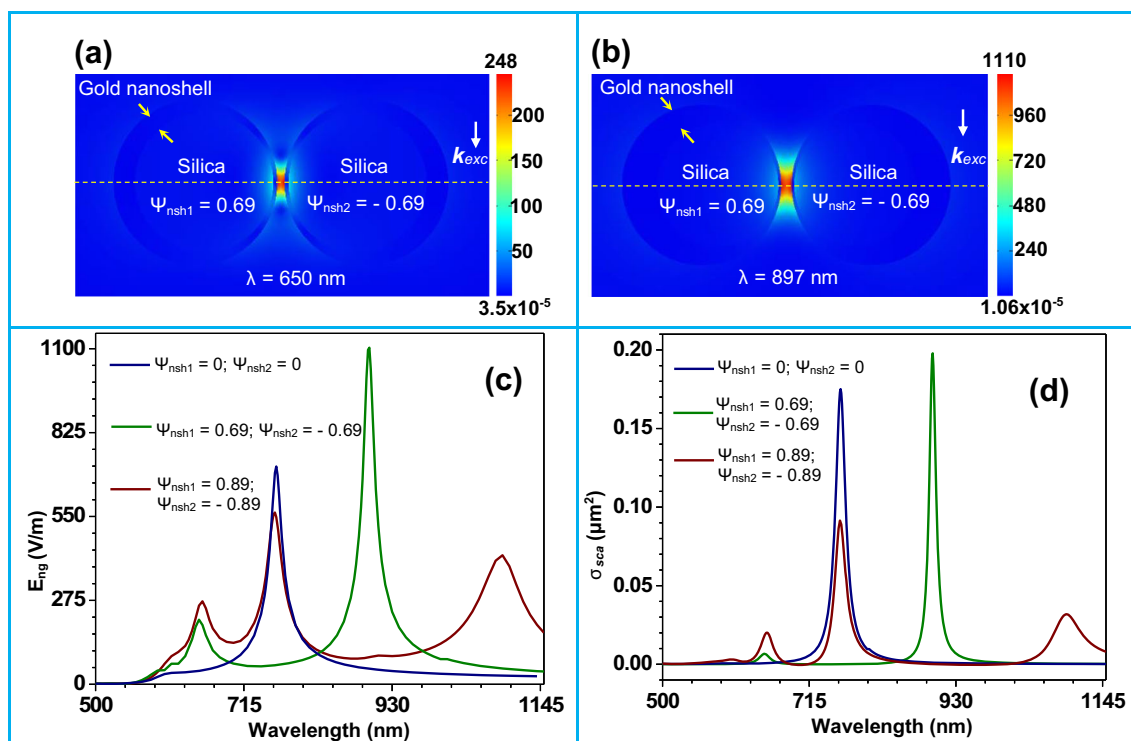 (a)
248
Gold nanoshell
200
k_exc
Silica Silica
150
Ψnsh1 = 0.69 Ψnsh2 = - 0.69
100
50
λ = 650 nm
3.5x10⁻⁵
(b)
1110
Gold nanoshell
960
k_exc
720
Silica Silica
Ψnsh1 = 0.69 Ψnsh2 = - 0.69
480
240
λ = 897 nm
1.06x10⁻⁵
(c)
1100
825
550
275
0
E_ng (V/m)
Ψnsh1 = 0; Ψnsh2 = 0
Ψnsh1 = 0.69; Ψnsh2 = - 0.69
Ψnsh1 = 0.89;
Ψnsh2 = - 0.89
500 715 930 1145
Wavelength (nm)
(d)
0.20
0.15
0.10
0.05
0.00
σ_sca (µm²)
Ψnsh1 = 0; Ψnsh2 = 0
Ψnsh1 = 0.69;
Ψnsh2 = - 0.69
Ψnsh1 = 0.89;
Ψnsh2 = - 0.89
500 715 930 1145
Wavelength (nm)